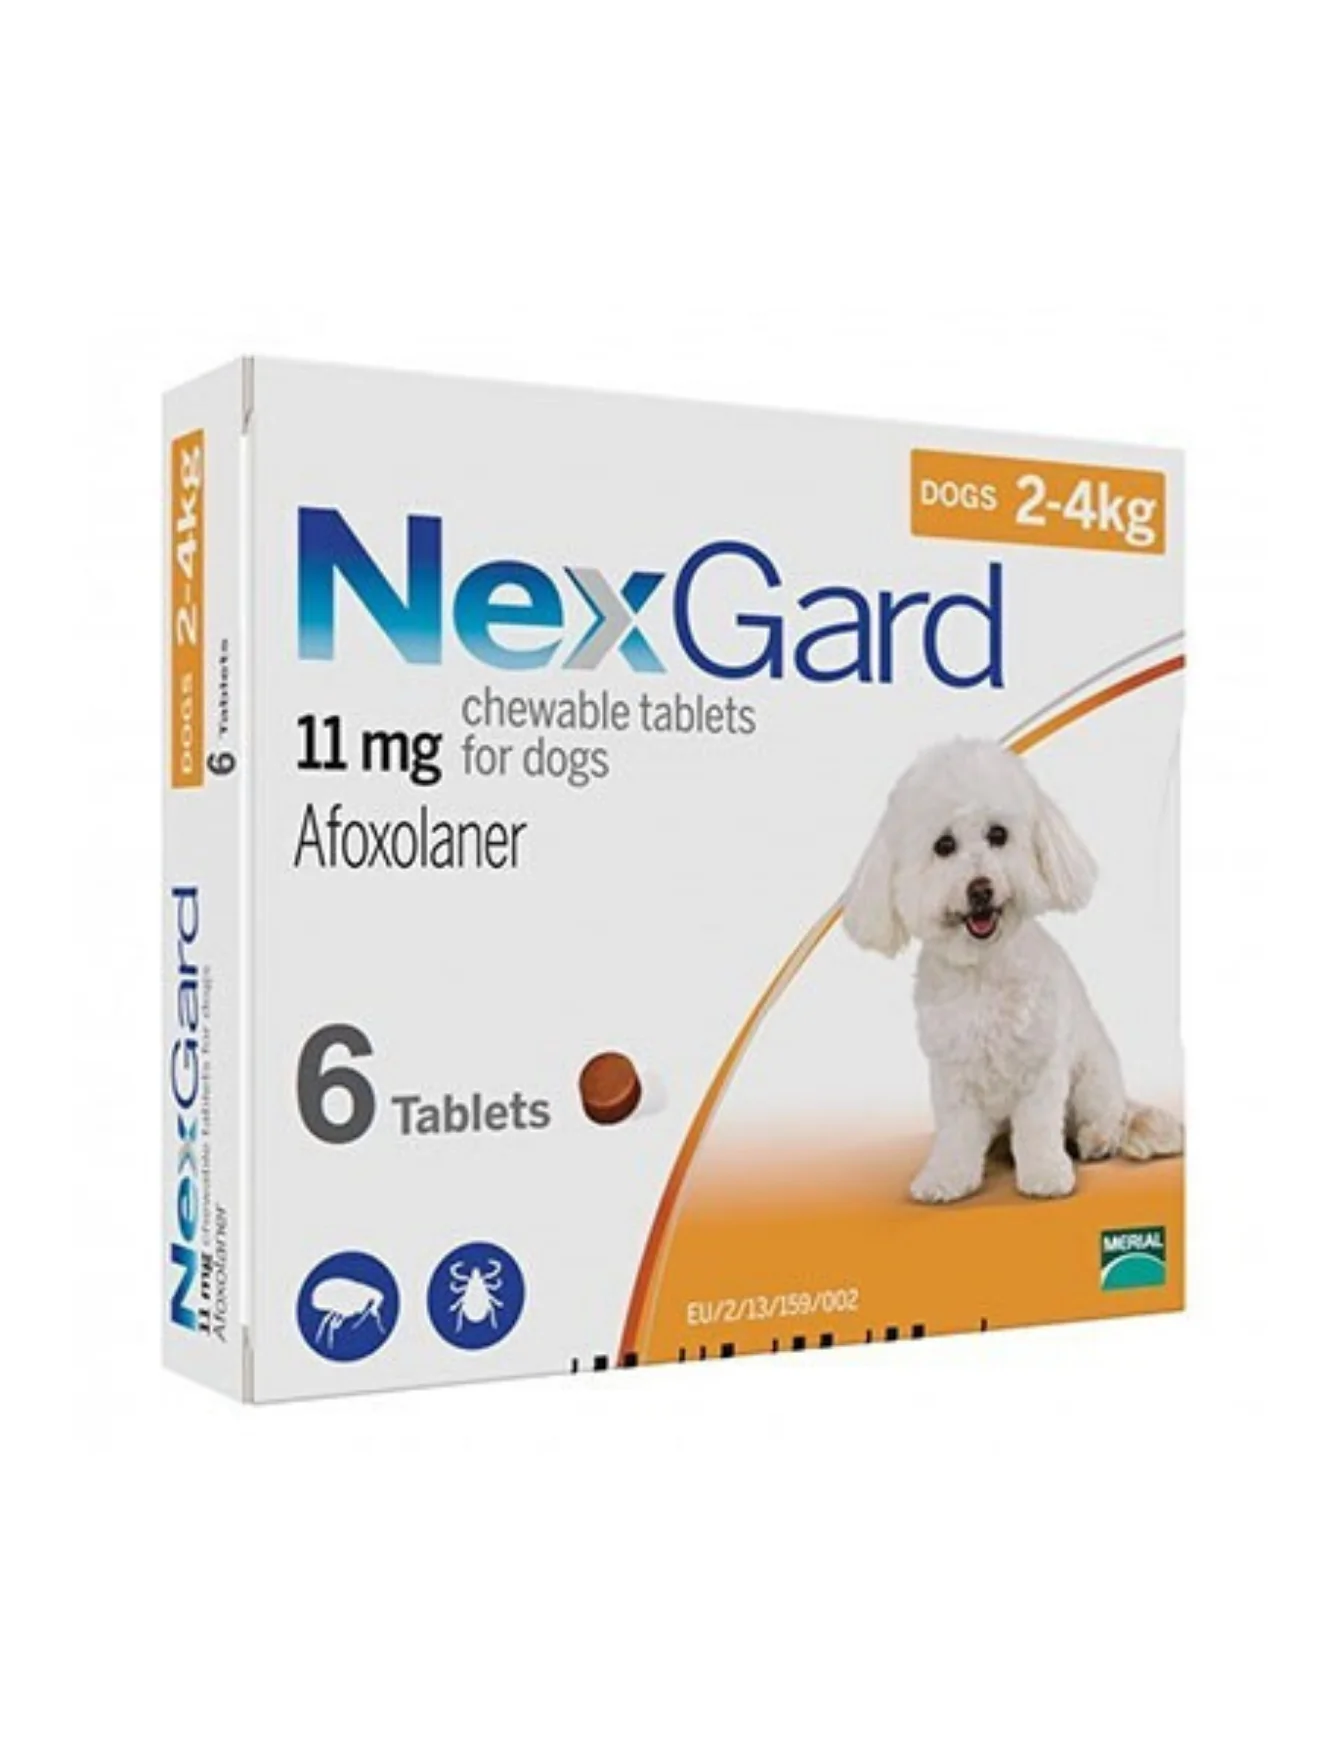 DOGS 2-4kg
NexGard
11 mg chewable tablets
for dogs
Afoxolaner
6 Tablets
EU/2/13/159/002
MERIAL
DOGS 2-4kg
6 Tablets
NexGard
chewable tablets for dogs
11 mg
Afoxolaner